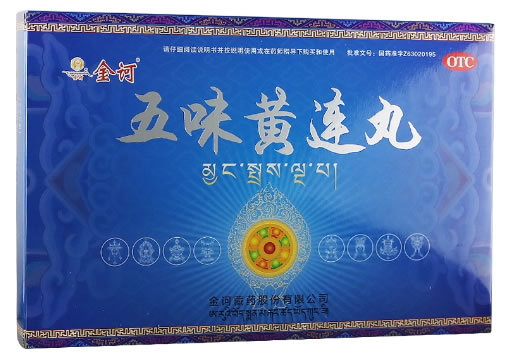 请仔细阅读说明书并按说明使用或在药师指导下购买和使用 批准文号：国药准字Z63020195
金诃® OTC
五味黄连丸
མྱང་སྲས་ལྔ་པ།
金诃藏药股份有限公司